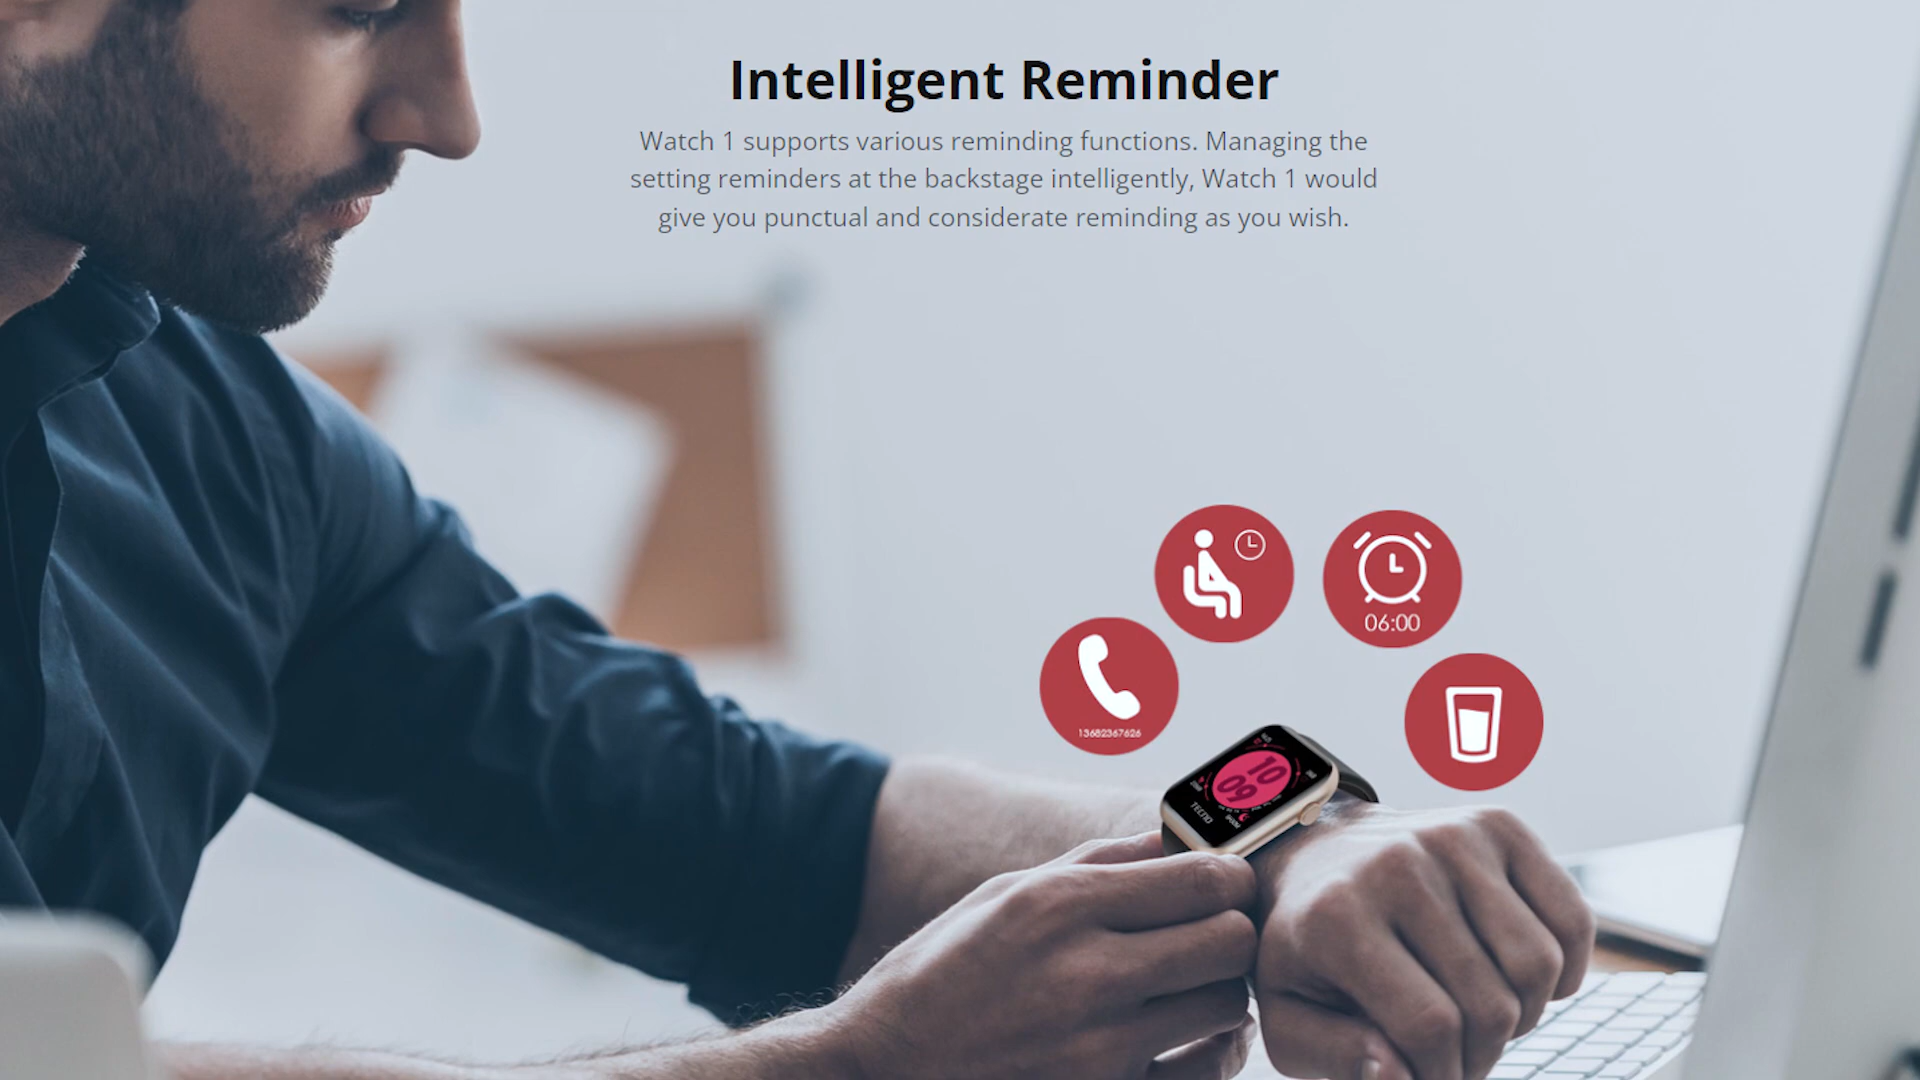 Intelligent Reminder
Watch 1 supports various reminding functions. Managing the
setting reminders at the backstage intelligently, Watch 1 would
give you punctual and considerate reminding as you wish.
06:00
13682367626
10
09
TECNO